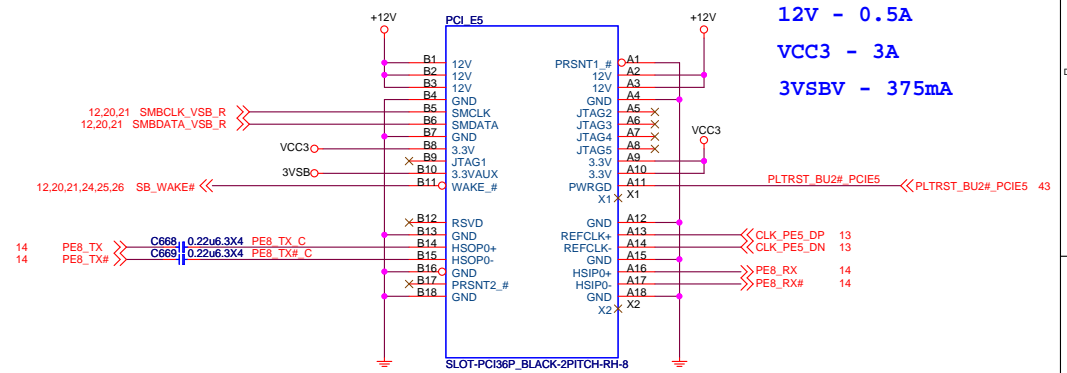 12V - 0.5A
VCC3 - 3A
3VSBV - 375mA
+12V
PCI_E5
+12V
B1 12V
B2 12V
B3 12V
B4 GND
B5 SMCLK
B6 SMDATA
B7 GND
B8 3.3V
B9 JTAG1
B10 3.3VAUX
B11 WAKE_#
B12 RSVD
B13 GND
B14 HSOP0+
B15 HSOP0-
B16 GND
B17 PRSNT2_#
B18 GND
12,20,21 SMBCLK_VSB_R
12,20,21 SMBDATA_VSB_R
VCC3
3VSB
12,20,21,24,25,26 SB_WAKE#
14 PE8_TX C668 0.22u6.3X4 PE8_TX_C
14 PE8_TX# C669 0.22u6.3X4 PE8_TX#_C
PRSNT1_# A1
12V A2
12V A3
GND A4
JTAG2 A5
JTAG3 A6
JTAG4 A7
JTAG5 A8
3.3V A9
3.3V A10
PWRGD A11
X1 X1
GND A12
REFCLK+ A13
REFCLK- A14
GND A15
HSIP0+ A16
HSIP0- A17
GND A18
X2 X2
VCC3
PLTRST_BU2#_PCIE5 PLTRST_BU2#_PCIE5 43
CLK_PE5_DP 13
CLK_PE5_DN 13
PE8_RX 14
PE8_RX# 14
SLOT-PCI36P_BLACK-2PITCH-RH-8